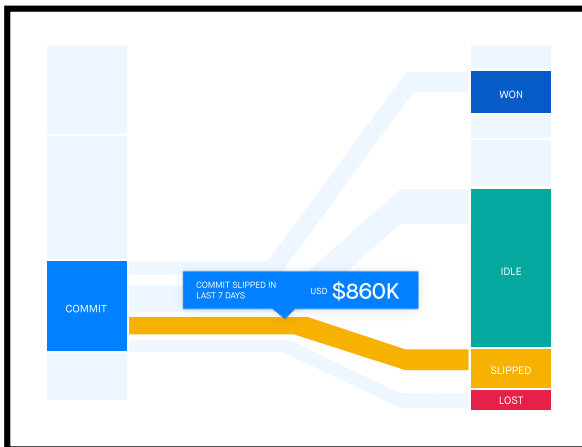 WON
COMMIT SLIPPED IN
LAST 7 DAYS
USD $860K
IDLE
COMMIT
SLIPPED
LOST